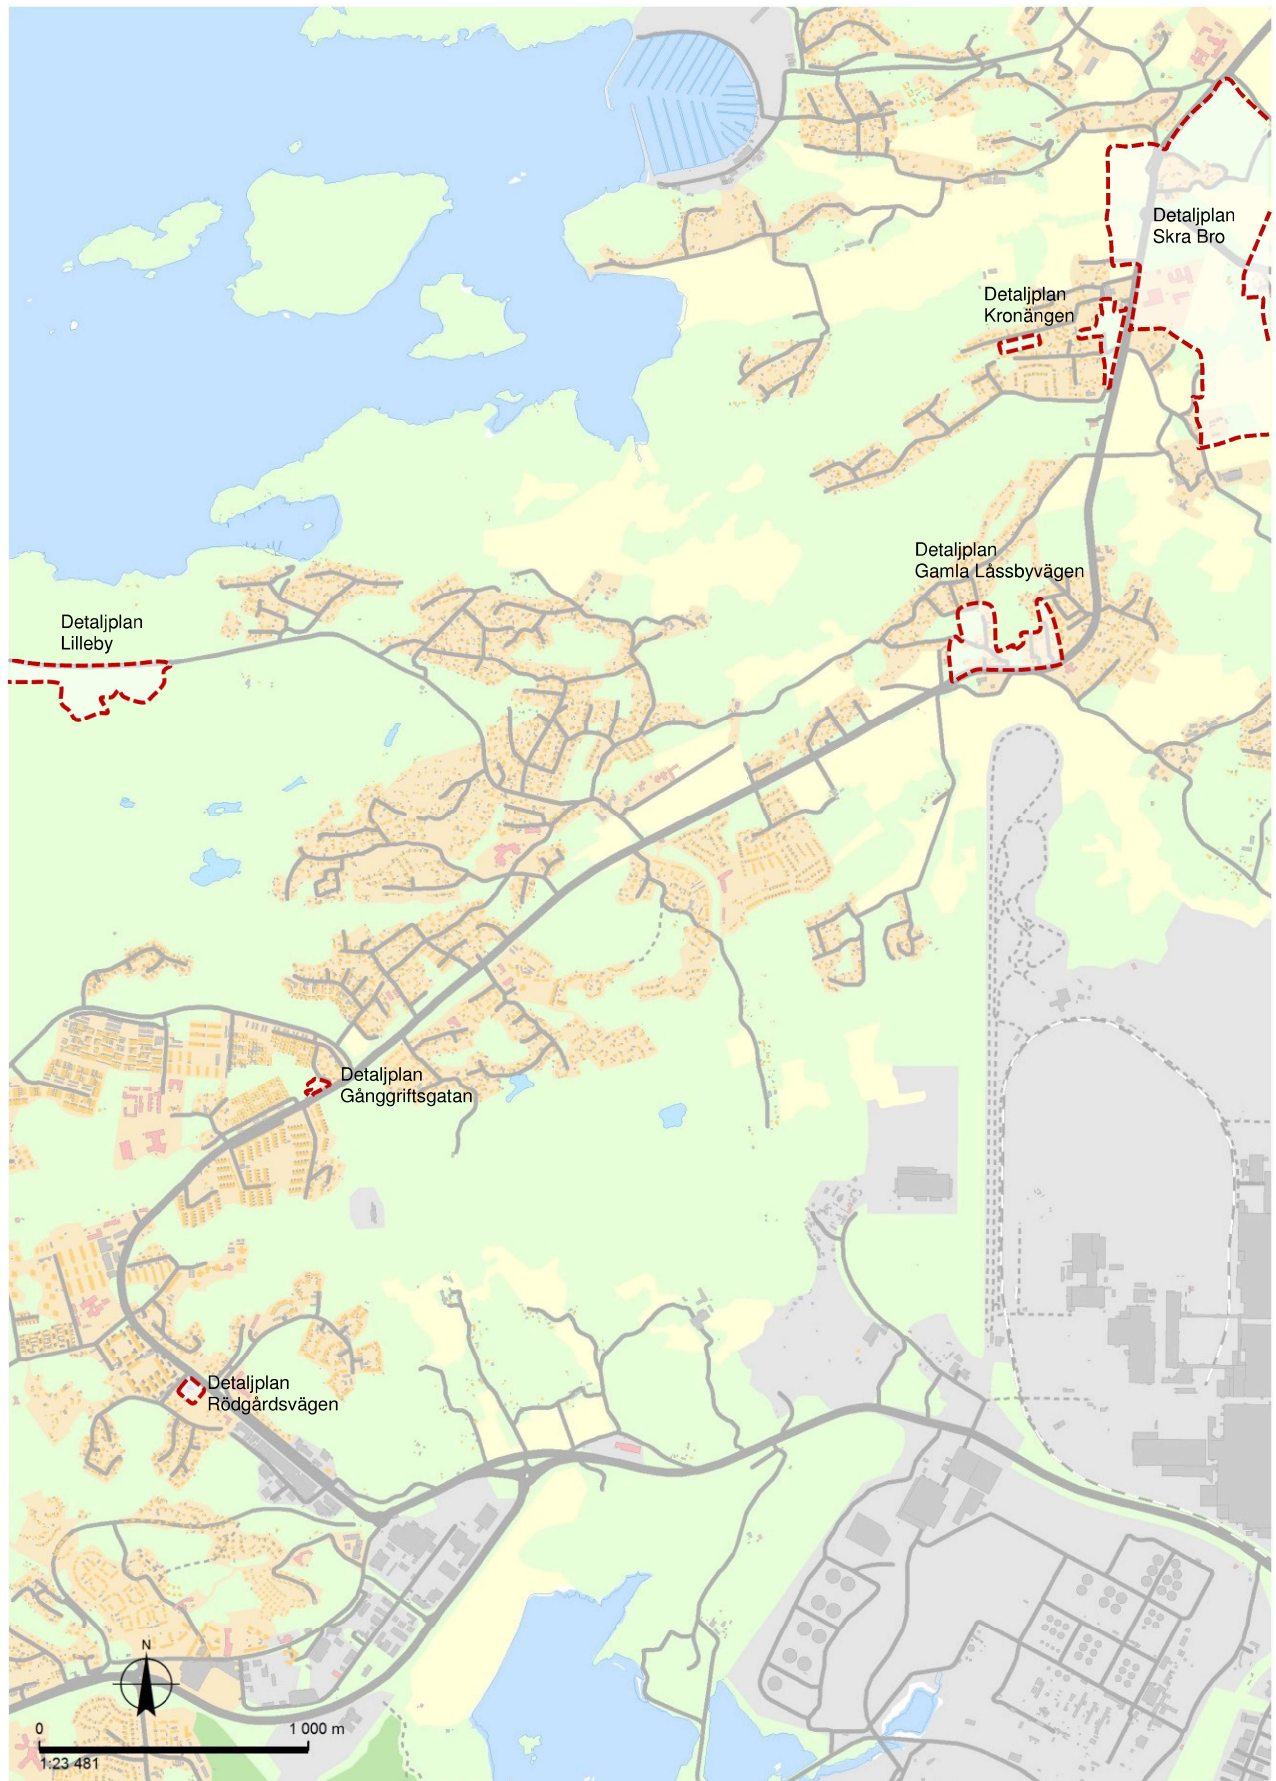 Detaljplan
Skra Bro
Detaljplan
Kronängen
Detaljplan
Gamla Låssbyvägen
Detaljplan
Lilleby
Detaljplan
Gånggriftsgatan
Detaljplan
Rödgårdsvägen
N
0 1 000 m
1:23 481